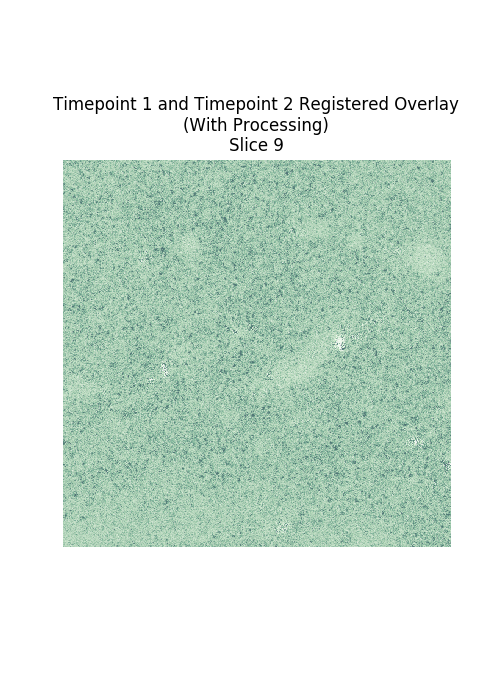 Timepoint 1 and Timepoint 2 Registered Overlay
(With Processing)
Slice 9